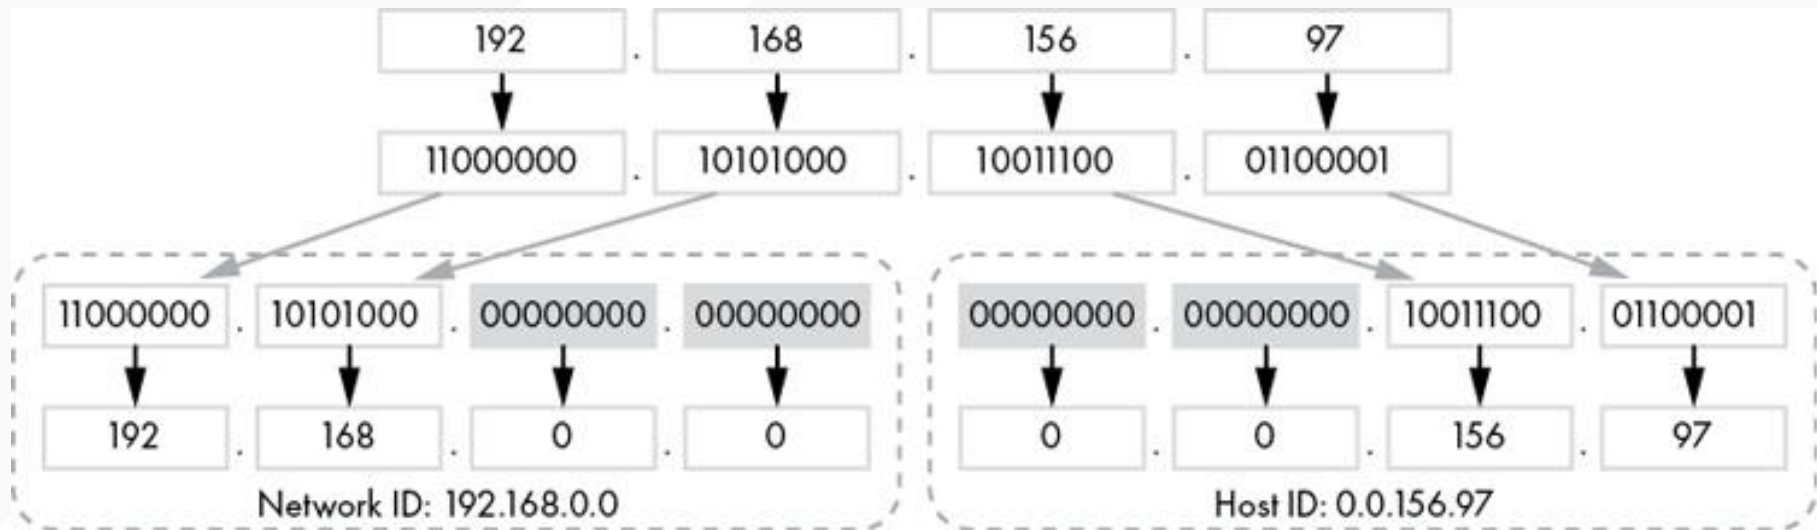 192 . 168 . 156 . 97
11000000 . 10101000 . 10011100 . 01100001
11000000 . 10101000 . 00000000 . 00000000
192 . 168 . 0 . 0
Network ID: 192.168.0.0
00000000 . 00000000 . 10011100 . 01100001
0 . 0 . 156 . 97
Host ID: 0.0.156.97